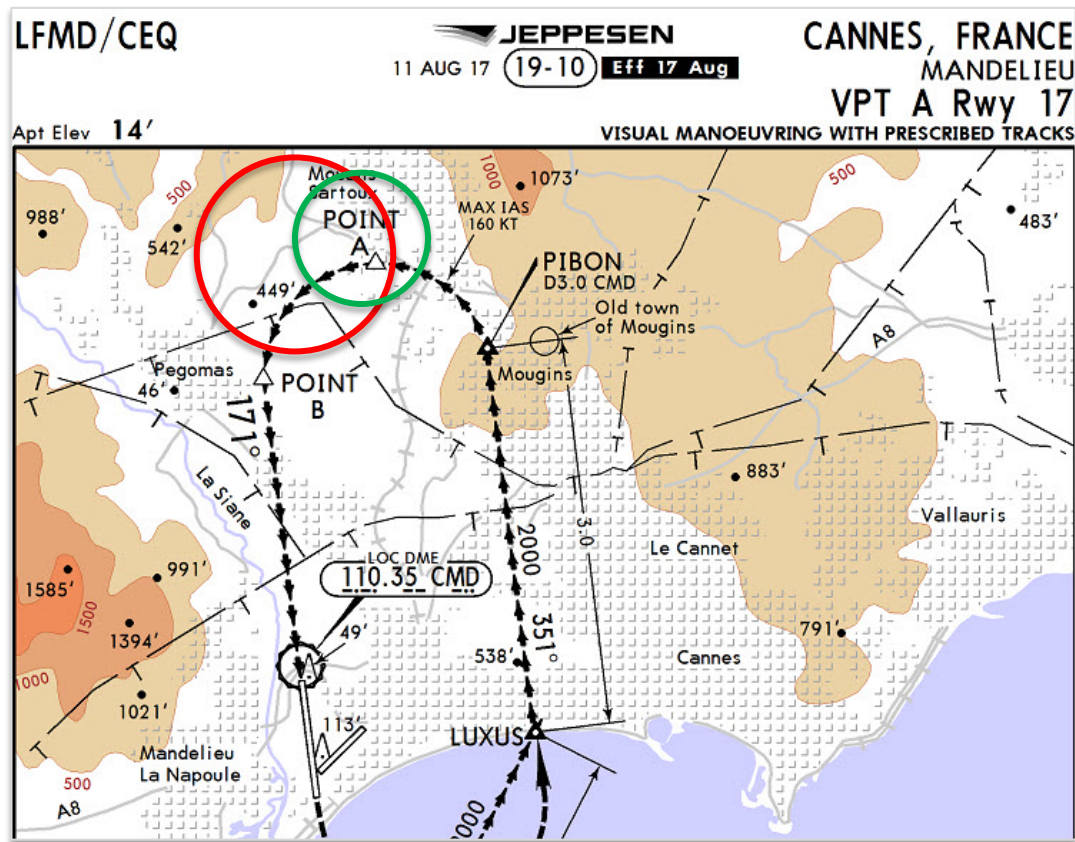 LFMD/CEQ
JEPPESEN
CANNES, FRANCE
11 AUG 17
19-10
Eff 17 Aug
MANDELIEU
VPT A Rwy 17
Apt Elev 14'
VISUAL MANOEUVRING WITH PRESCRIBED TRACKS
500
1000
1073'
500
988'
542'
Sartoux
POINT
A
MAX IAS
160 KT
483'
PIBON
D3.0 CMD
449'
Old town
of Mougins
A8
Pegomas
46'
POINT
B
Mougins
171°
La Siane
883'
Vallauris
2000
3.0
Le Cannet
LOC DME
110.35 CMD
1585'
991'
1500
1394'
49'
351°
791'
538'
Cannes
1000
1021'
113'
LUXUS
Mandelieu
La Napoule
500
A8